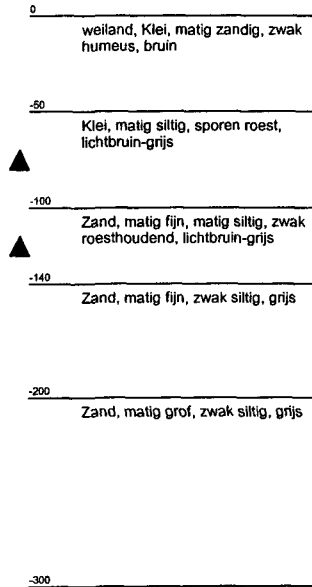 0
weiland, Klei, matig zandig, zwak
humeus, bruin
-50
Klei, matig siltig, sporen roest,
lichtbruin-grijs
-100
Zand, matig fijn, matig siltig, zwak
roesthoudend, lichtbruin-grijs
-140
Zand, matig fijn, zwak siltig, grijs
-200
Zand, matig grof, zwak siltig, grijs
-300